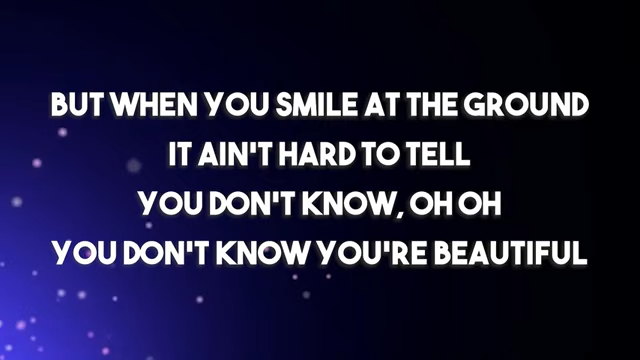 BUT WHEN YOU SMILE AT THE GROUND
IT AIN'T HARD TO TELL
YOU DON'T KNOW, OH OH
YOU DON'T KNOW YOU'RE BEAUTIFUL